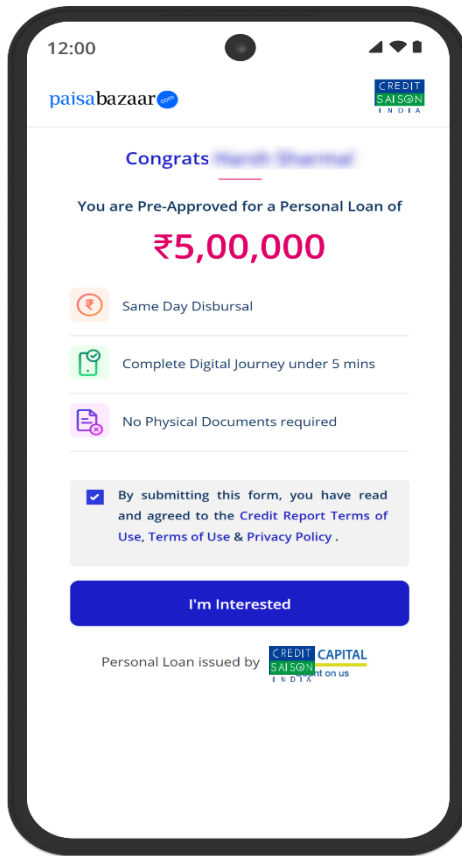 12:00
paisabazaar.com
CREDIT
SAISON
INDIA
Congrats
You are Pre-Approved for a Personal Loan of
₹5,00,000
₹
Same Day Disbursal
Complete Digital Journey under 5 mins
No Physical Documents required
By submitting this form, you have read
and agreed to the Credit Report Terms of
Use, Terms of Use & Privacy Policy .
I'm Interested
Personal Loan issued by
CREDIT CAPITAL
SAISON
INDIA on us